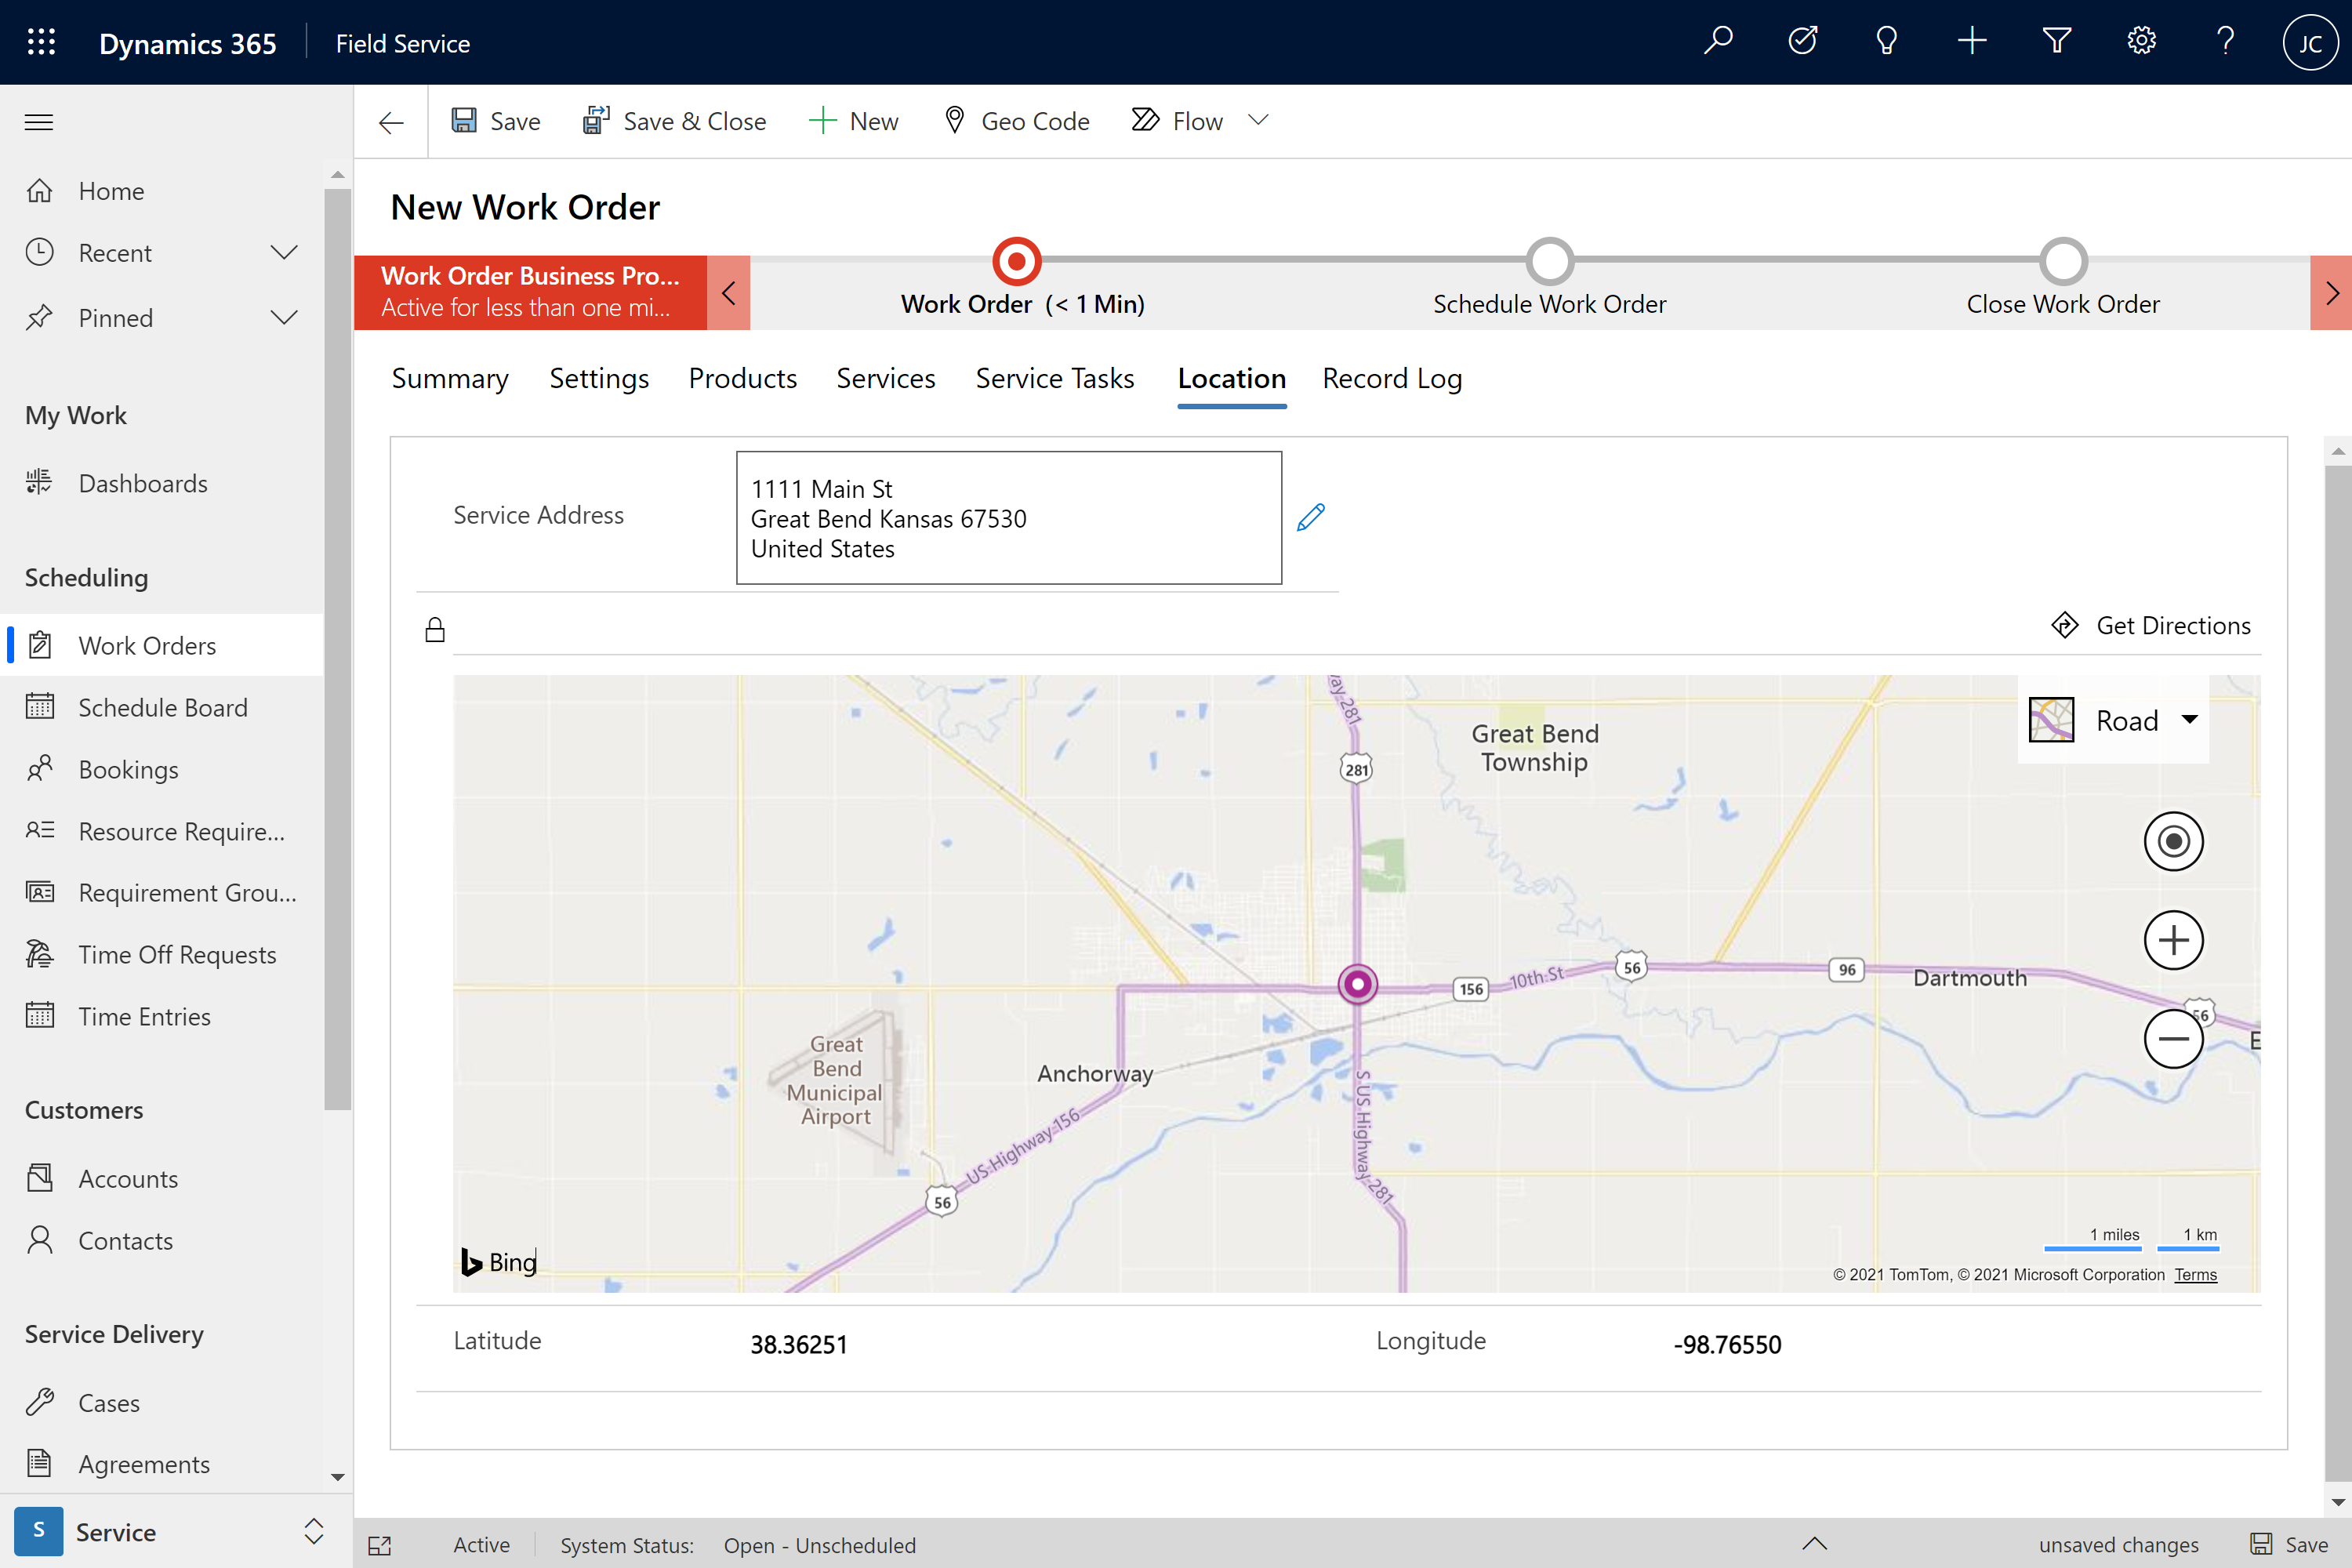 Dynamics 365
Field Service
JC
Save
Save & Close
New
Geo Code
Flow
Home
Recent
Pinned
My Work
Dashboards
Scheduling
Work Orders
Schedule Board
Bookings
Resource Require...
Requirement Grou...
Time Off Requests
Time Entries
Customers
Accounts
Contacts
Service Delivery
Cases
Agreements
S
Service
New Work Order
Work Order Business Pro...
Active for less than one mi...
Work Order (< 1 Min)
Schedule Work Order
Close Work Order
Summary
Settings
Products
Services
Service Tasks
Location
Record Log
Service Address
1111 Main St
Great Bend Kansas 67530
United States
Get Directions
Road
ay 281
281
Great Bend
Township
156
10th St
56
96
Dartmouth
56
E
Great
Bend
Municipal
Airport
Anchorway
US Highway 156
56
S US Highway 281
Bing
1 miles
1 km
© 2021 TomTom, © 2021 Microsoft Corporation Terms
Latitude
38.36251
Longitude
-98.76550
Active
System Status:
Open - Unscheduled
unsaved changes
Save